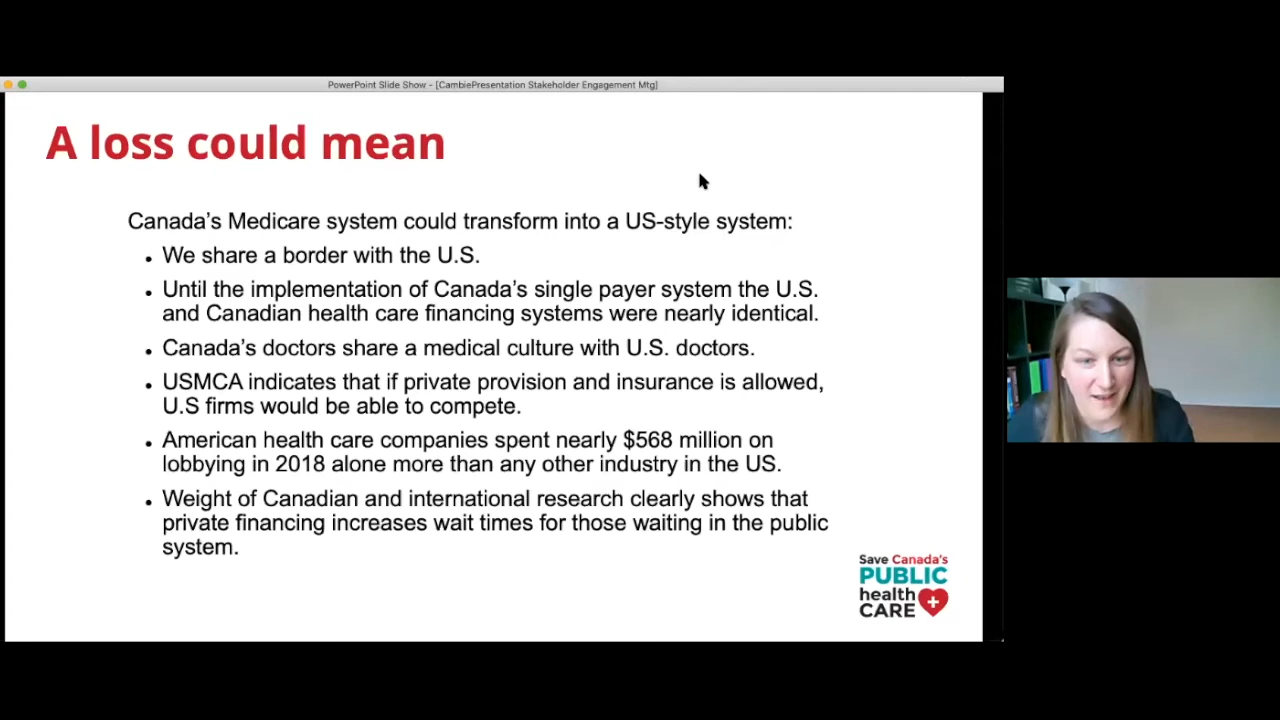 PowerPoint Slide Show - [CambiePresentation Stakeholder Engagement Mtg]
A loss could mean
Canada's Medicare system could transform into a US-style system:
• We share a border with the U.S.
• Until the implementation of Canada's single payer system the U.S.
and Canadian health care financing systems were nearly identical.
• Canada's doctors share a medical culture with U.S. doctors.
• USMCA indicates that if private provision and insurance is allowed,
U.S firms would be able to compete.
• American health care companies spent nearly $568 million on
lobbying in 2018 alone more than any other industry in the US.
• Weight of Canadian and international research clearly shows that
private financing increases wait times for those waiting in the public
system.
Save Canada's
PUBLIC
health
CARE